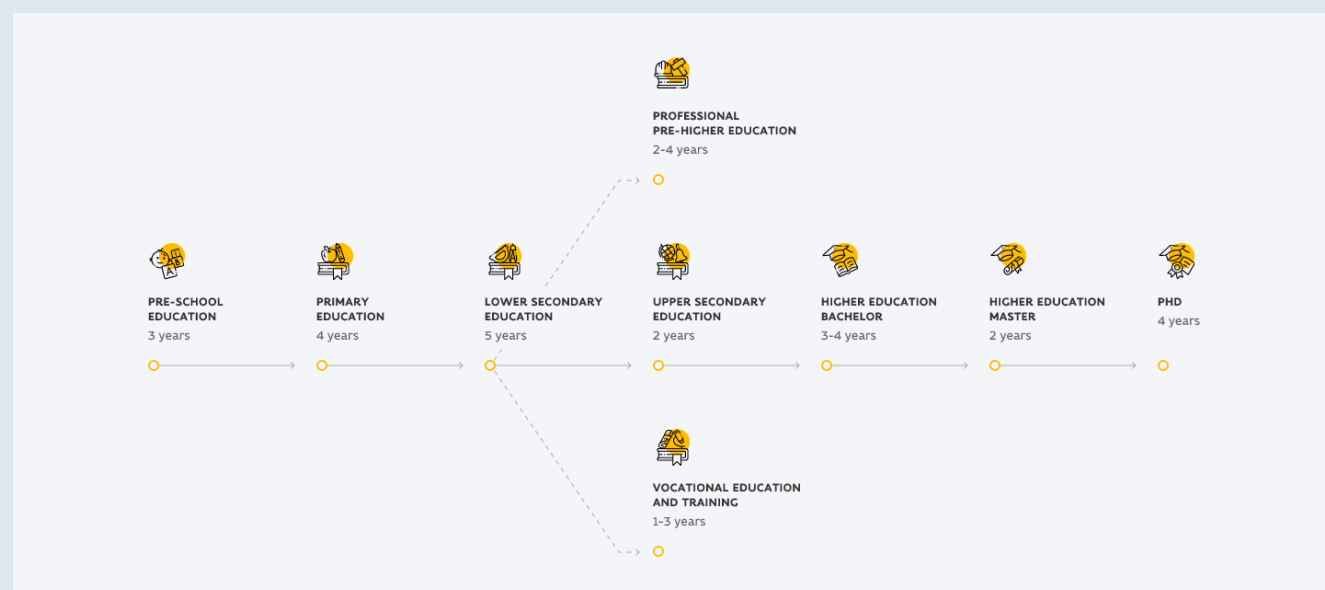 PROFESSIONAL
PRE-HIGHER EDUCATION
2-4 years
PRE-SCHOOL
EDUCATION
3 years
PRIMARY
EDUCATION
4 years
LOWER SECONDARY
EDUCATION
5 years
UPPER SECONDARY
EDUCATION
2 years
HIGHER EDUCATION
BACHELOR
3-4 years
HIGHER EDUCATION
MASTER
2 years
PHD
4 years
VOCATIONAL EDUCATION
AND TRAINING
1-3 years